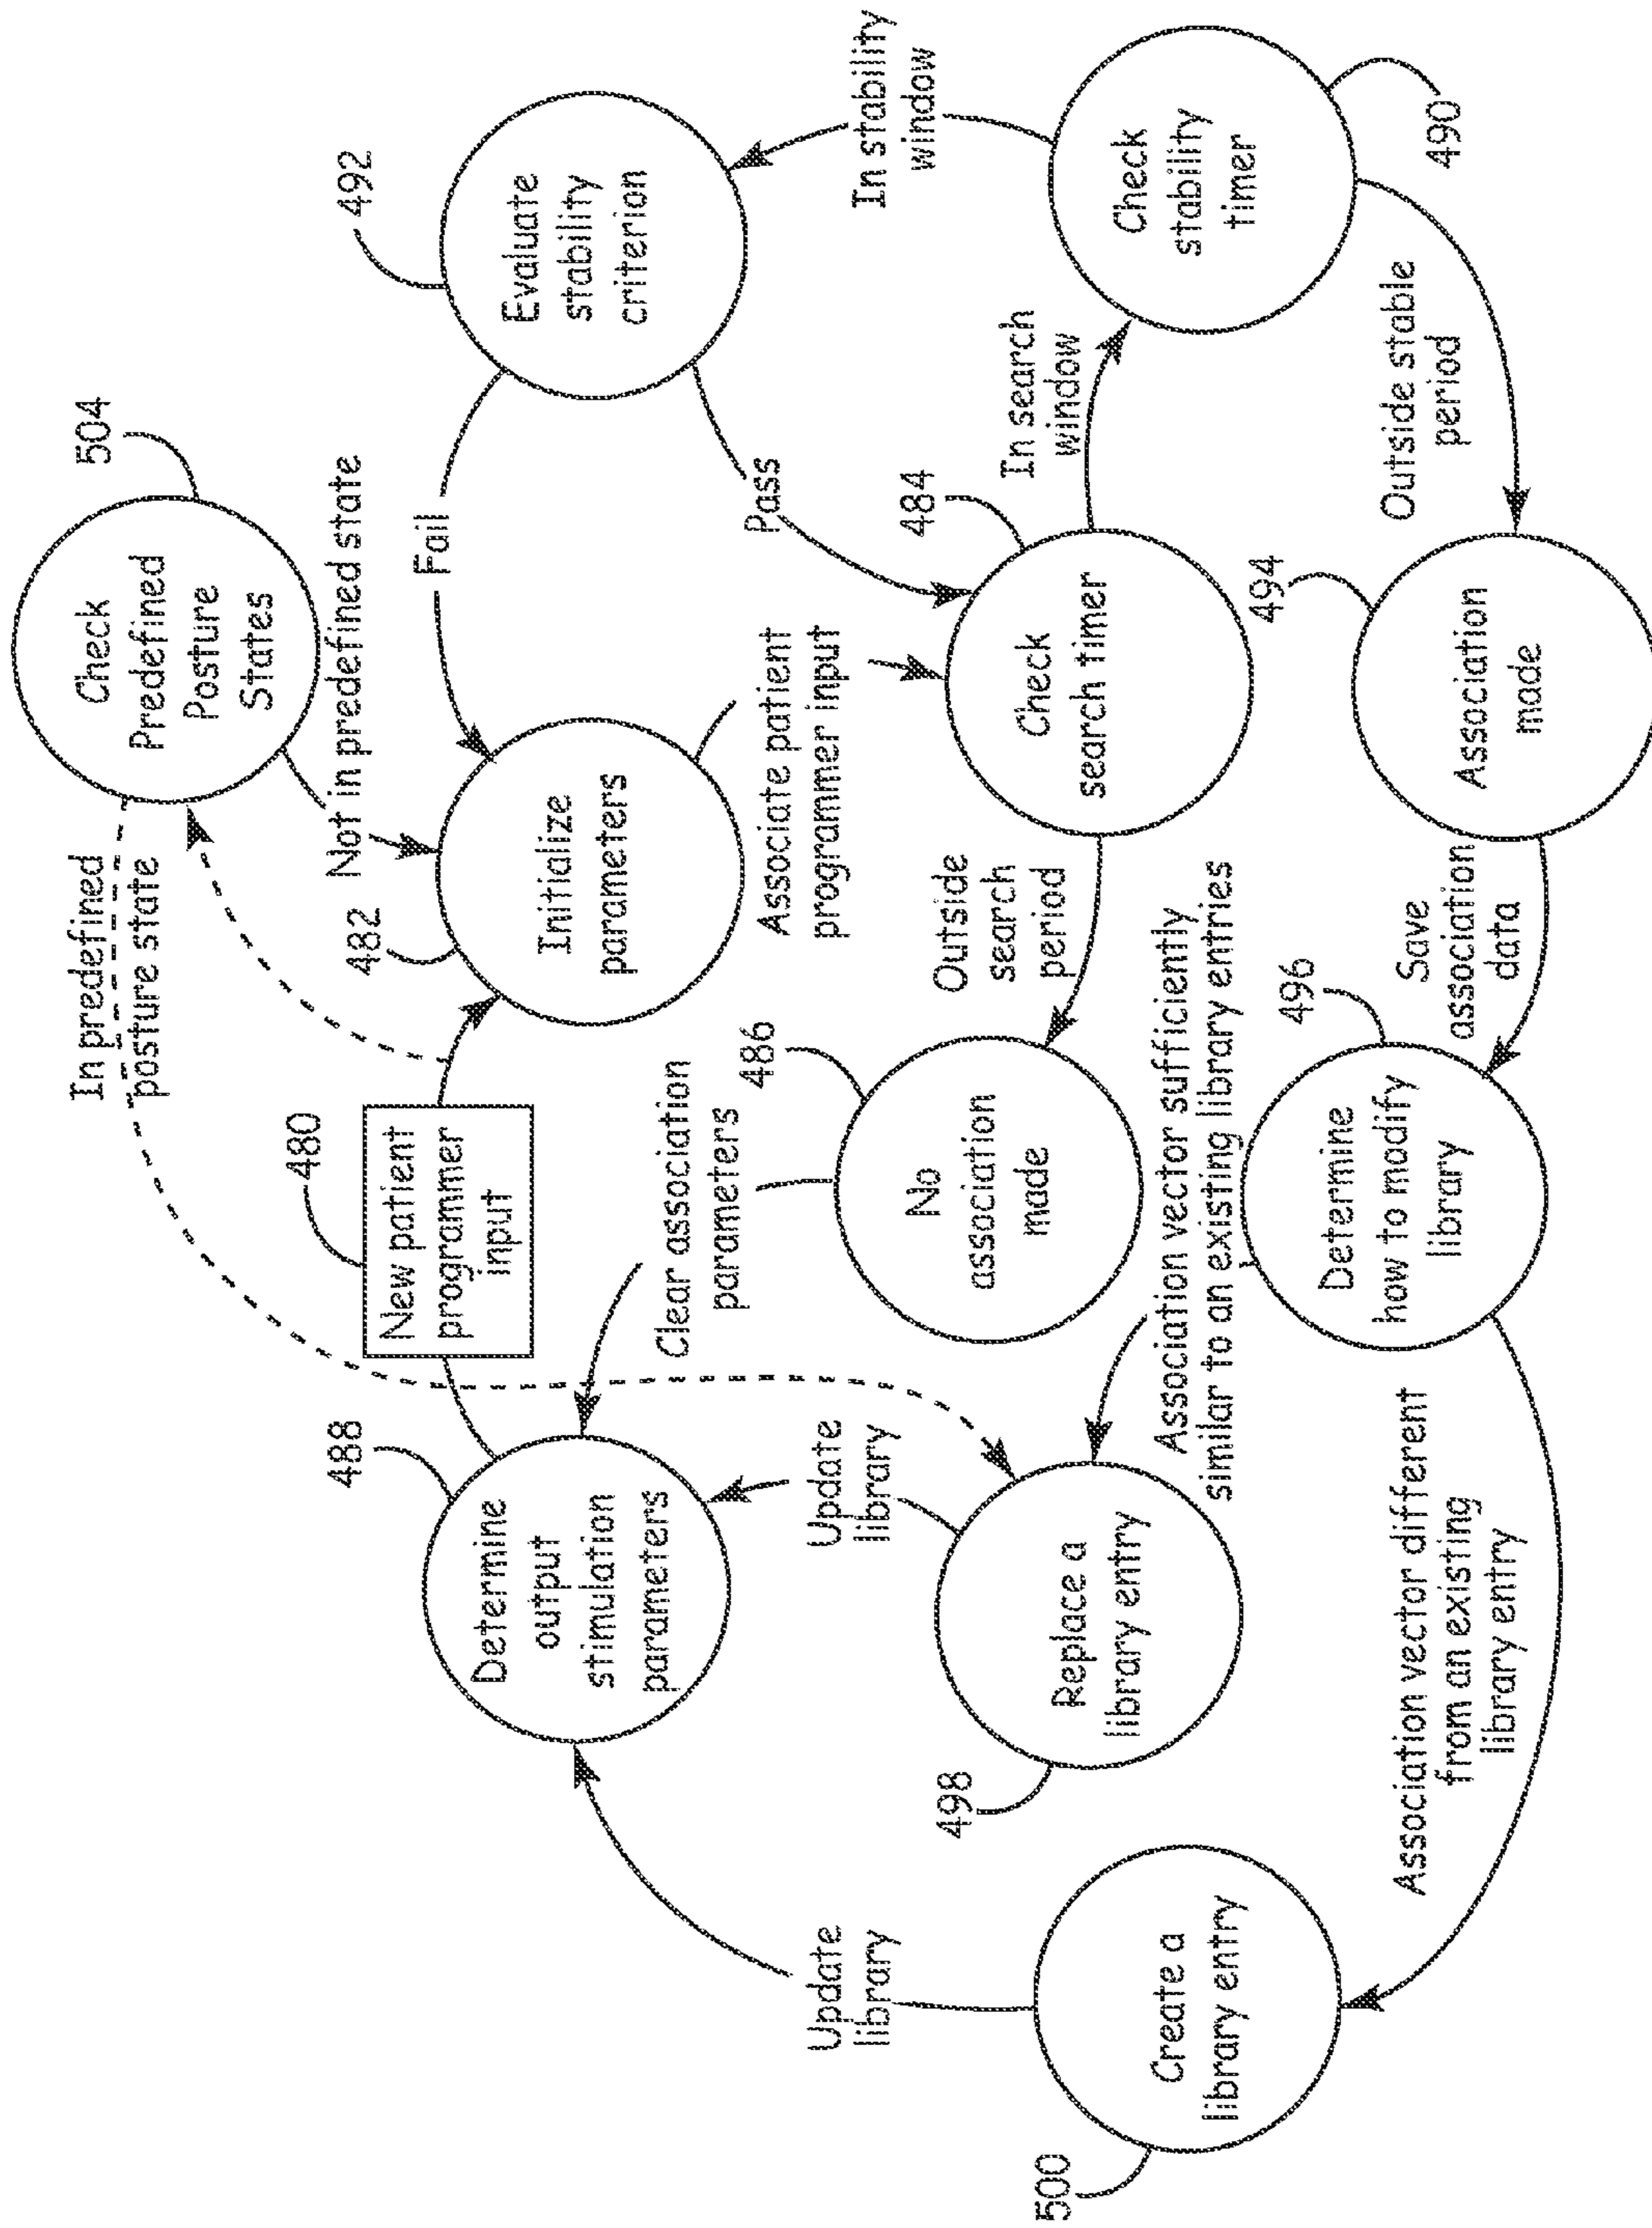 504
Check
Predefined
Posture
States
In predefined
posture state
Not in predefined state
480
New patient
programmer
input
482
Initialize
parameters
Fail
492
Evaluate
stability
criterion
488
Determine
output
stimulation
parameters
Clear association
parameters
486
No
association
made
Outside
search
period
Associate patient
programmer input
Pass
484
Check
search timer
In search
window
In stability
window
Check
stability
timer
490
Update
library
Update
library
498
Replace a
library entry
Association vector sufficiently
similar to an existing library entries
496
Determine
how to modify
library
Save
association
data
494
Association
made
Outside stable
period
500
Create a
library entry
Association vector different
from an existing
library entry